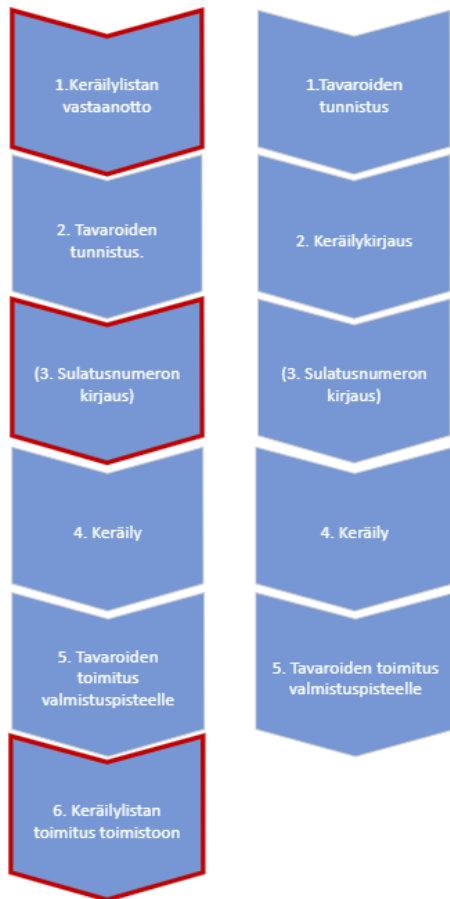 1.Keräilylistan
vastaanotto
2. Tavaroiden
tunnistus.
(3. Sulatusnumeron
kirjaus)
4. Keräily
5. Tavaroiden
toimitus
valmistuspisteelle
6. Keräilylistan
toimitus toimistoon
1.Tavaroiden
tunnistus
2. Keräilykirjaus
(3. Sulatusnumeron
kirjaus)
4. Keräily
5. Tavaroiden toimitus
valmistuspisteelle